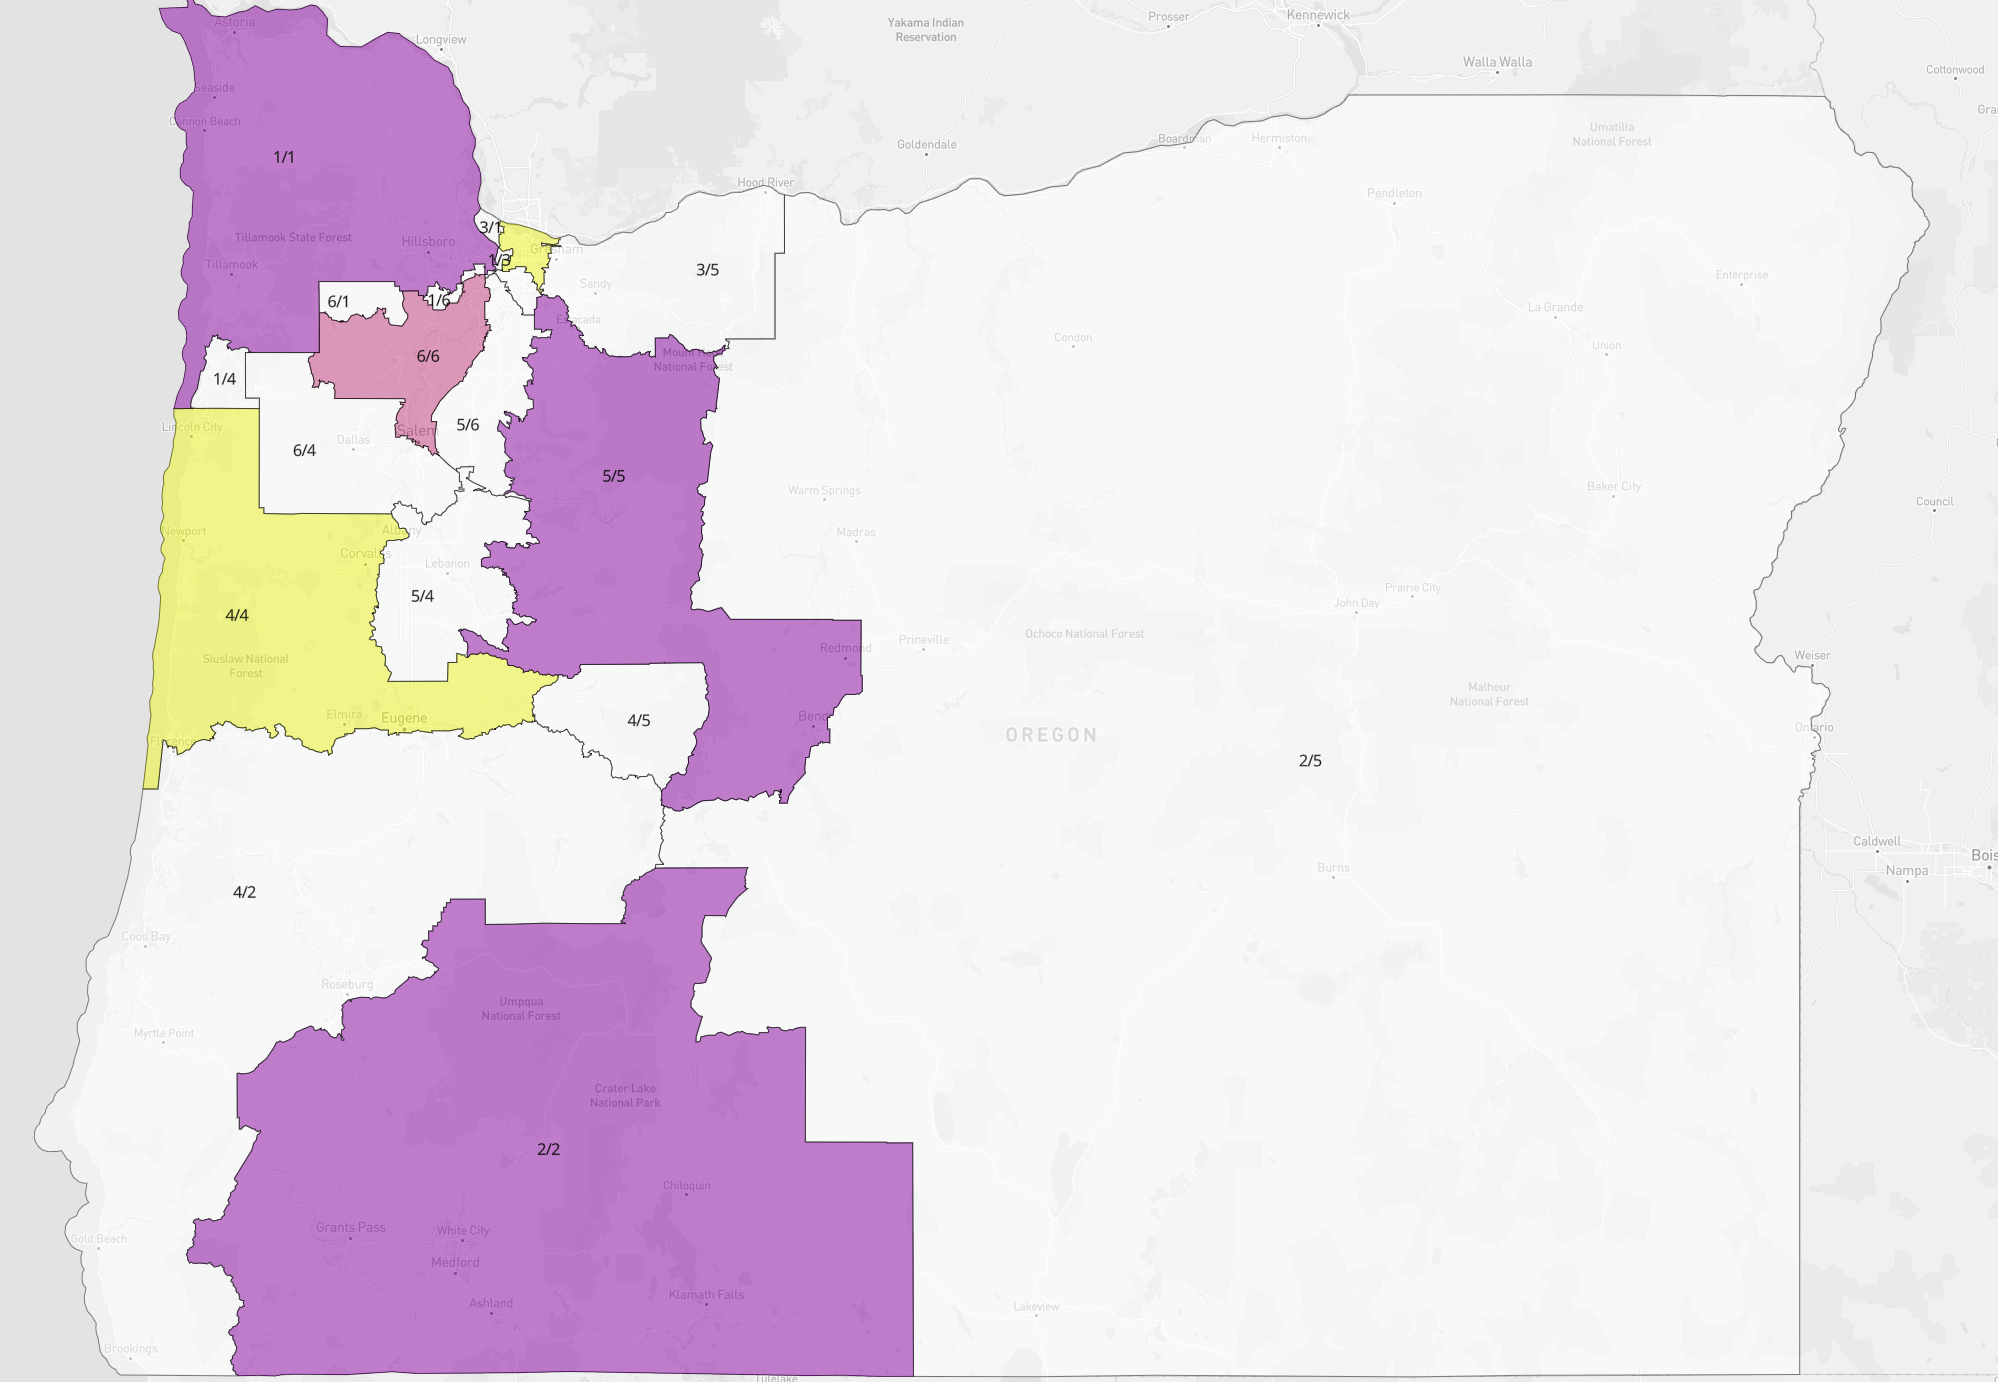 Astoria
Longview
Yakama Indian
Reservation
Prosser
Kennewick
Walla Walla
Cottonwood
Seaside
Cannon Beach
Goldendale
Boardman
Hermiston
Umatilla
National Forest
1/1
Hood River
Pendleton
3/1
Tillamook State Forest
Hillsboro
Gresham
1/3
Tillamook
3/5
Sandy
Enterprise
6/1
1/6
La Grande
Estacada
Condon
Union
6/6
Mount Hood
National Forest
1/4
Lincoln City
Salem
5/6
Dallas
6/4
5/5
Warm Springs
Baker City
Council
Newport
Albany
Madras
Corvallis
Lebanon
5/4
Prairie City
John Day
4/4
Ochoco National Forest
Prineville
Redmond
Siuslaw National
Forest
Weiser
Malheur
National Forest
Elmira
Eugene
4/5
Bend
OREGON
Ontario
Florence
2/5
Caldwell
Bois
Burns
Nampa
4/2
Coos Bay
Roseburg
Umpqua
National Forest
Myrtle Point
Crater Lake
National Park
2/2
Chiloquin
Grants Pass
White City
Gold Beach
Medford
Klamath Falls
Ashland
Lakeview
Brookings
Tulelake